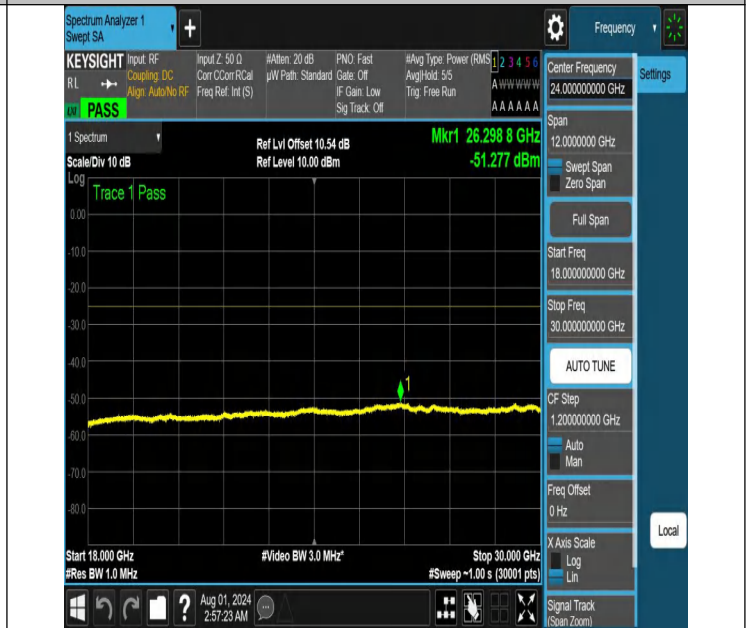 Spectrum Analyzer 1
Swept SA
+
Frequency
KEYSIGHT
RL
PASS
Input: RF
Coupling: DC
Align: Auto/No RF
Input Z: 50 Ω
Corr CCorr RCal
Freq Ref: Int (S)
#Atten: 20 dB
µW Path: Standard
PNO: Fast
Gate: Off
IF Gain: Low
Sig Track: Off
#Avg Type: Power (RMS
Avg|Hold: 5/5
Trig: Free Run
1 2 3 4 5 6
A W W W W W
A A A A A A
1 Spectrum
Scale/Div 10 dB
Log
Ref Lvl Offset 10.54 dB
Ref Level 10.00 dBm
Mkr1 26.298 8 GHz
-51.277 dBm
Trace 1 Pass
0.00
-10.0
-20.0
-30.0
-40.0
-50.0
-60.0
-70.0
-80.0
1
Start 18.000 GHz
#Res BW 1.0 MHz
#Video BW 3.0 MHz*
Stop 30.000 GHz
#Sweep ~1.00 s (30001 pts)
?
Aug 01, 2024
2:57:23 AM
Center Frequency
24.000000000 GHz
Settings
Span
12.0000000 GHz
Swept Span
Zero Span
Full Span
Start Freq
18.000000000 GHz
Stop Freq
30.000000000 GHz
AUTO TUNE
CF Step
1.200000000 GHz
Auto
Man
Freq Offset
0 Hz
X Axis Scale
Log
Lin
Local
Signal Track
(Span Zoom)